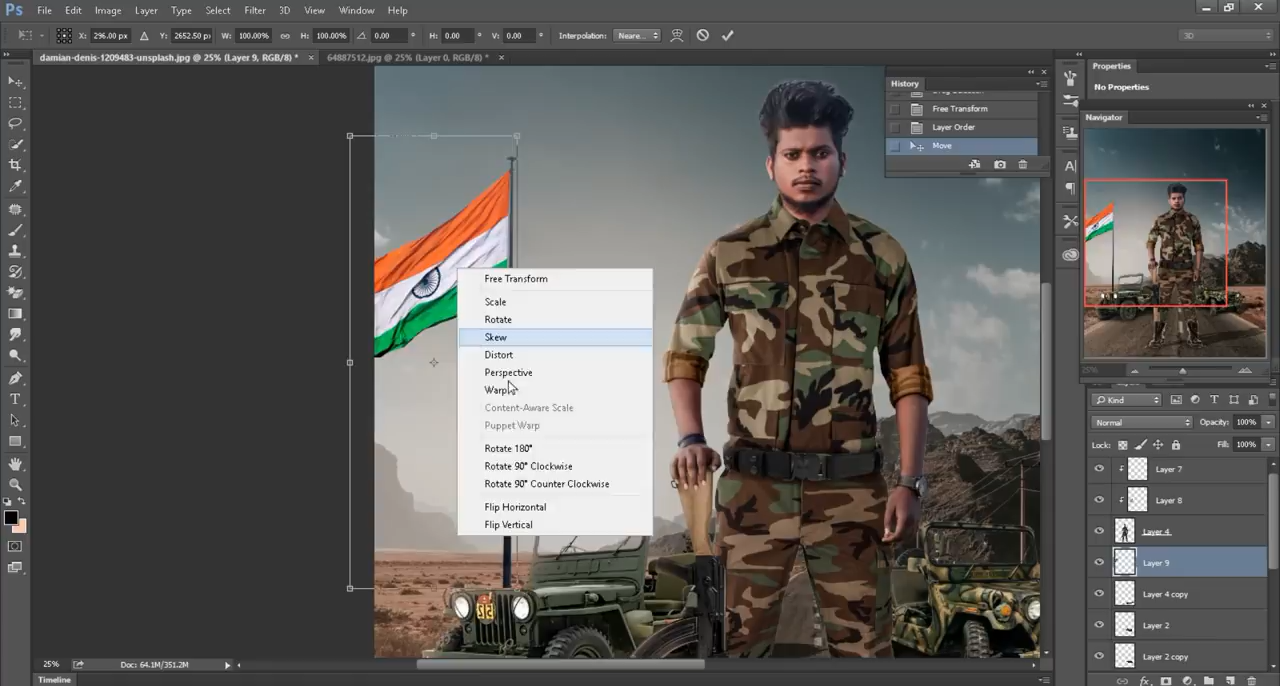 Ps File Edit Image Layer Type Select Filter 3D View Window Help
X: 296.00 px Y: 2652.50 px W: 100.00% H: 100.00% 0.00 ° H: 0.00 ° V: 0.00 ° Interpolation: Neare... 3D
damian-denis-1209483-unsplash.jpg @ 25% (Layer 9, RGB/8) * × 64887512.jpg @ 25% (Layer 0, RGB/8) * ×
Properties
No Properties
History
Free Transform
Layer Order
Move
Navigator
25%
Free Transform
Scale
Rotate
Skew
Distort
Perspective
Warp
Content-Aware Scale
Puppet Warp
Rotate 180°
Rotate 90° Clockwise
Rotate 90° Counter Clockwise
Flip Horizontal
Flip Vertical
Layers
Kind
Normal Opacity: 100%
Lock: Fill: 100%
Layer 7
Layer 8
Layer 4
Layer 9
Layer 4 copy
Layer 2
Layer 2 copy
25% Doc: 64.1M/351.2M
Timeline